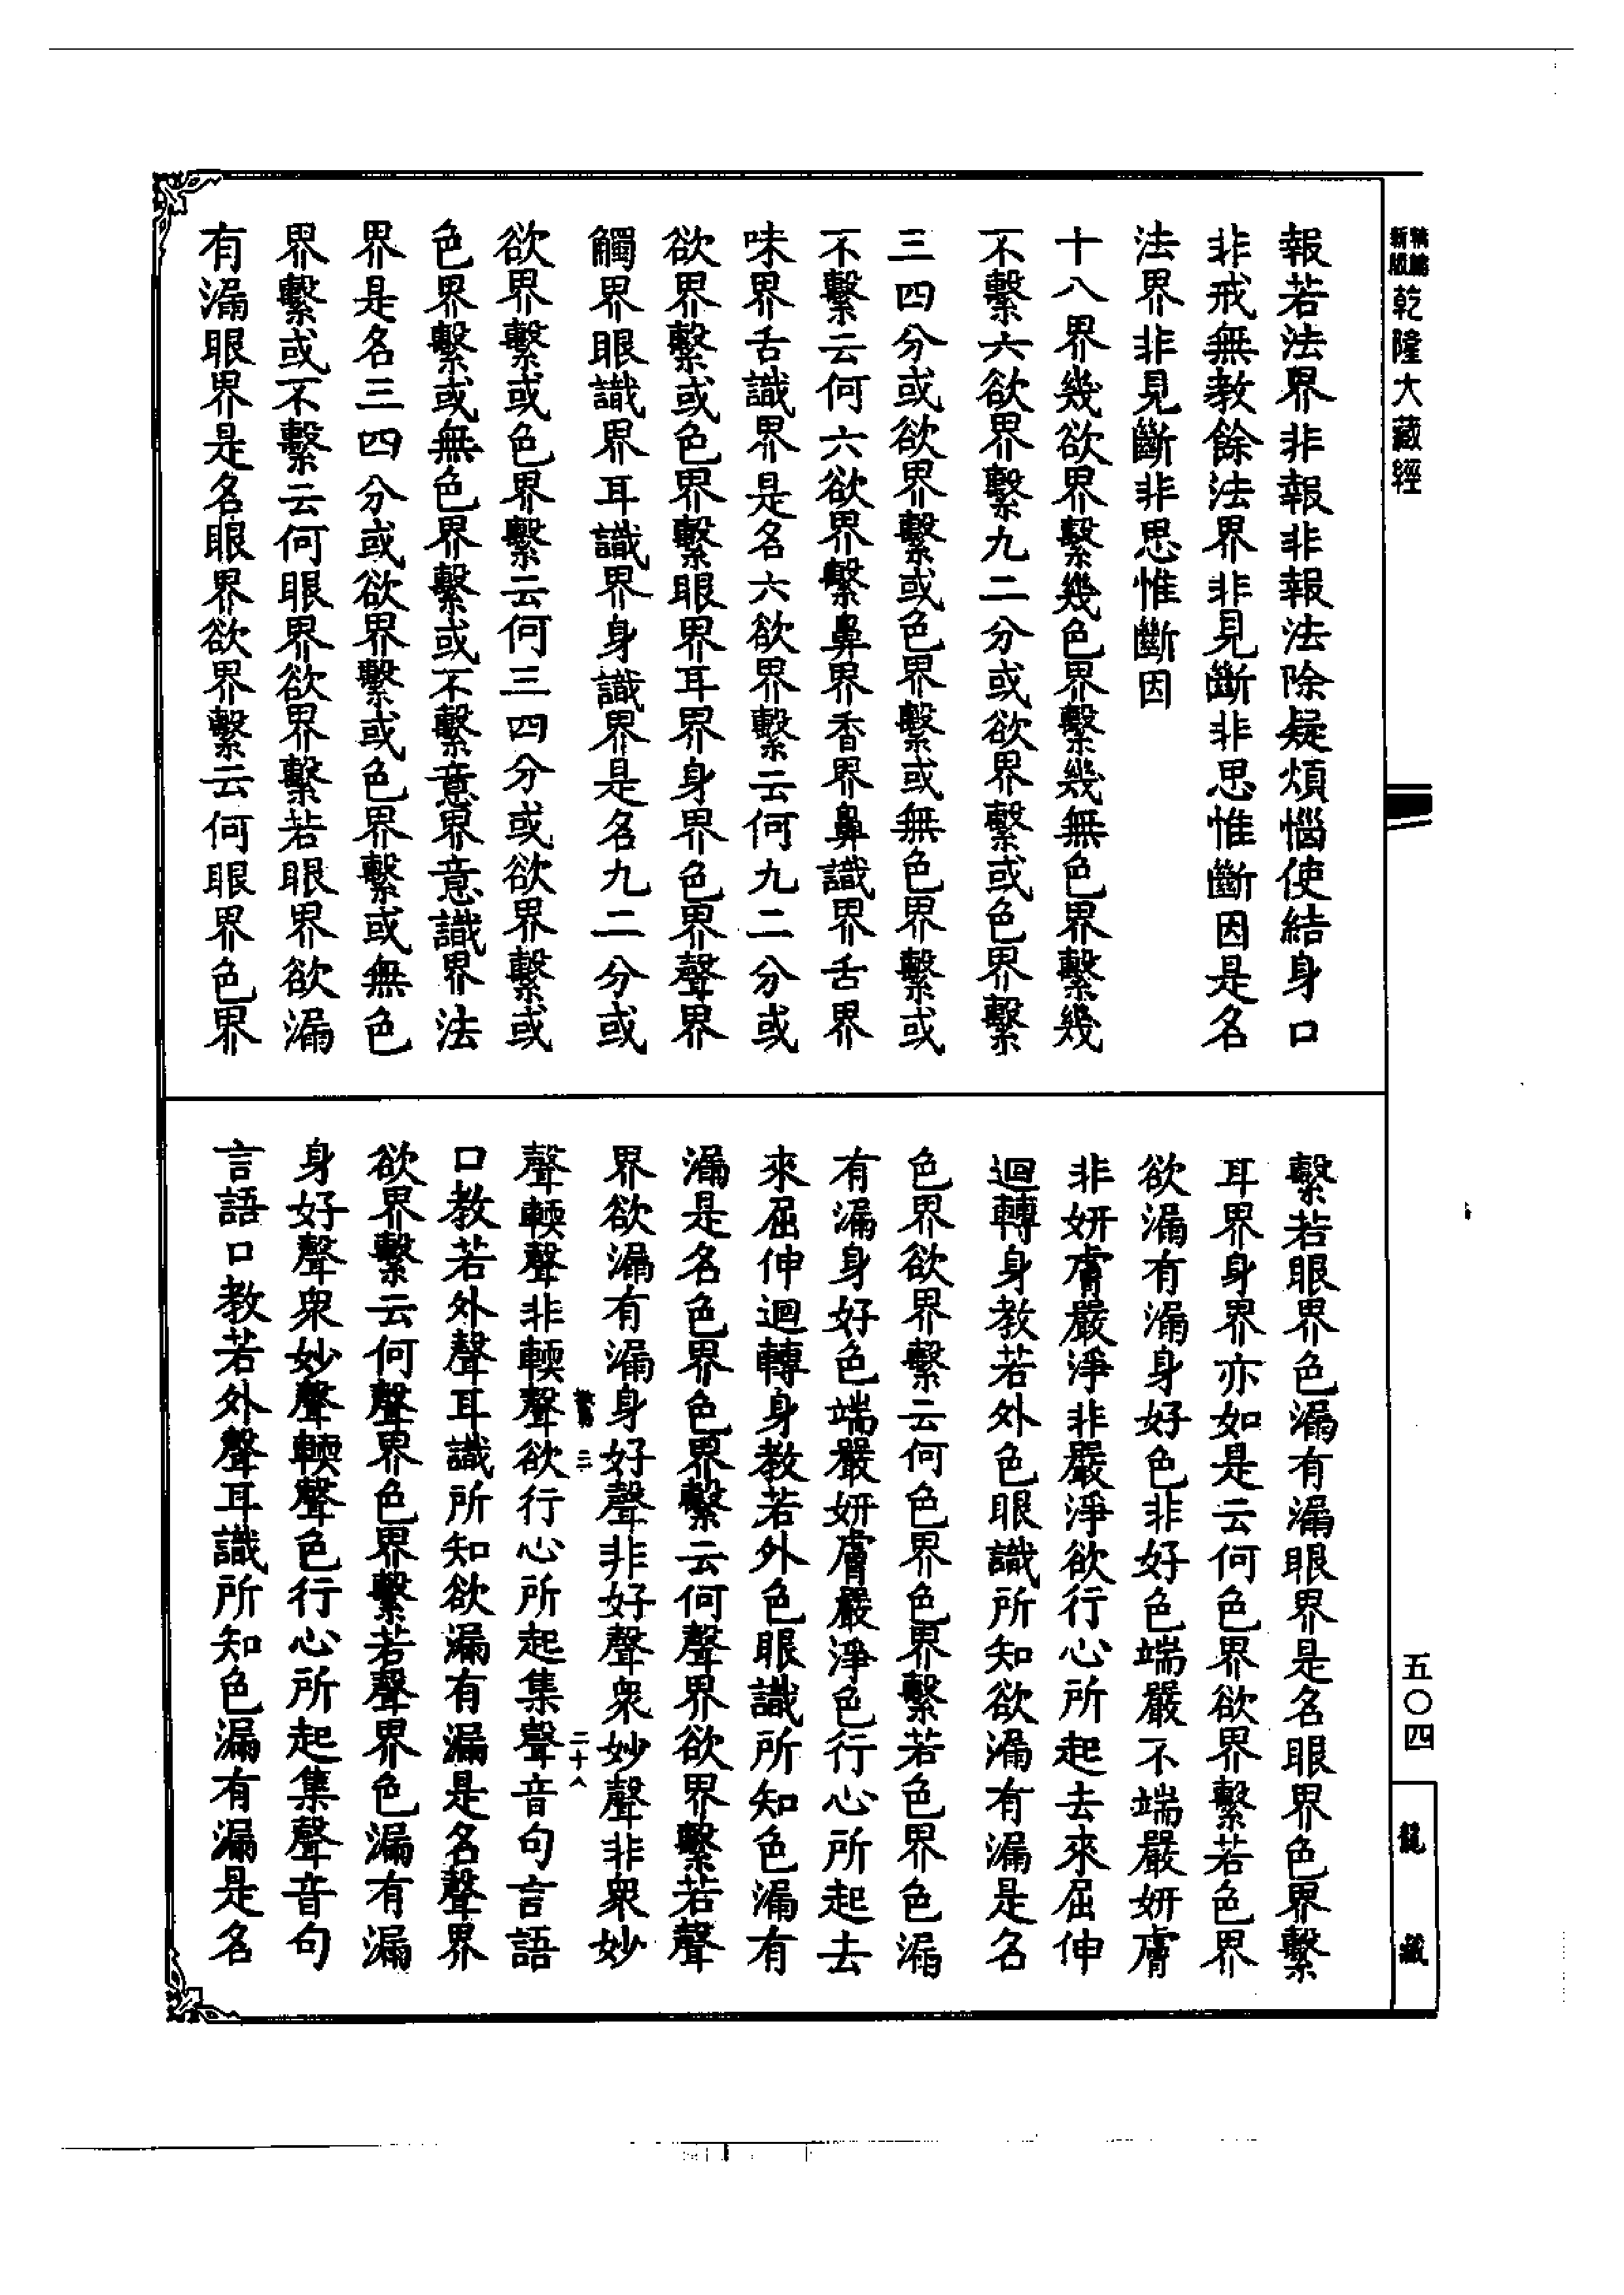 新版
乾隆大藏經
報若法界非報非報法除疑煩惱使結身口
非戒無教餘法界非見斷非思惟斷因是名
法界非見斷非思惟斷因
十八界幾欲界繫幾色界繫幾無色界繫幾
不繫六欲界繫九二分或欲界繫或色界繫
三四分或欲界繫或色界繫或無色界繫或
不繫云何六欲界繫鼻界香界鼻識界舌界
味界舌識界是名六欲界繫云何九二分或
欲界繫或色界繫眼界耳界身界色界聲界
觸界眼識界耳識界身識界是名九二分或
欲界繫或色界繫云何三四分或欲界繫或
色界繫或無色界繫或不繫意界意識界法
界是名三四分或欲界繫或色界繫或無色
界繫或不繫云何眼界欲界繫若眼界欲漏
有漏眼界是名眼界欲界繫云何眼界色界
繫若眼界色漏有漏眼界是名眼界色界繫
耳界身界亦如是云何色界欲界繫若色界
欲漏有漏身好色非好色端嚴不端嚴妍膚
非妍膚嚴淨非嚴淨欲行心所起去來屈伸
迴轉身教若外色眼識所知欲漏有漏是名
色界欲界繫云何色界色界繫若色界色漏
有漏身好色端嚴妍膚嚴淨色行心所起去
來屈伸迴轉身教若外色眼識所知色漏有
漏是名色界色界繫云何聲界欲界繫若聲
界欲漏有漏身好聲非好聲衆妙聲非衆妙
三 二十八
聲輭聲非輭聲欲行心所起集聲音句言語
口教若外聲耳識所知欲漏有漏是名聲界
欲界繫云何聲界色界繫若聲界色漏有漏
身好聲衆妙聲輭聲色行心所起集聲音句
言語口教若外聲耳識所知色漏有漏是名
五〇四
龍藏